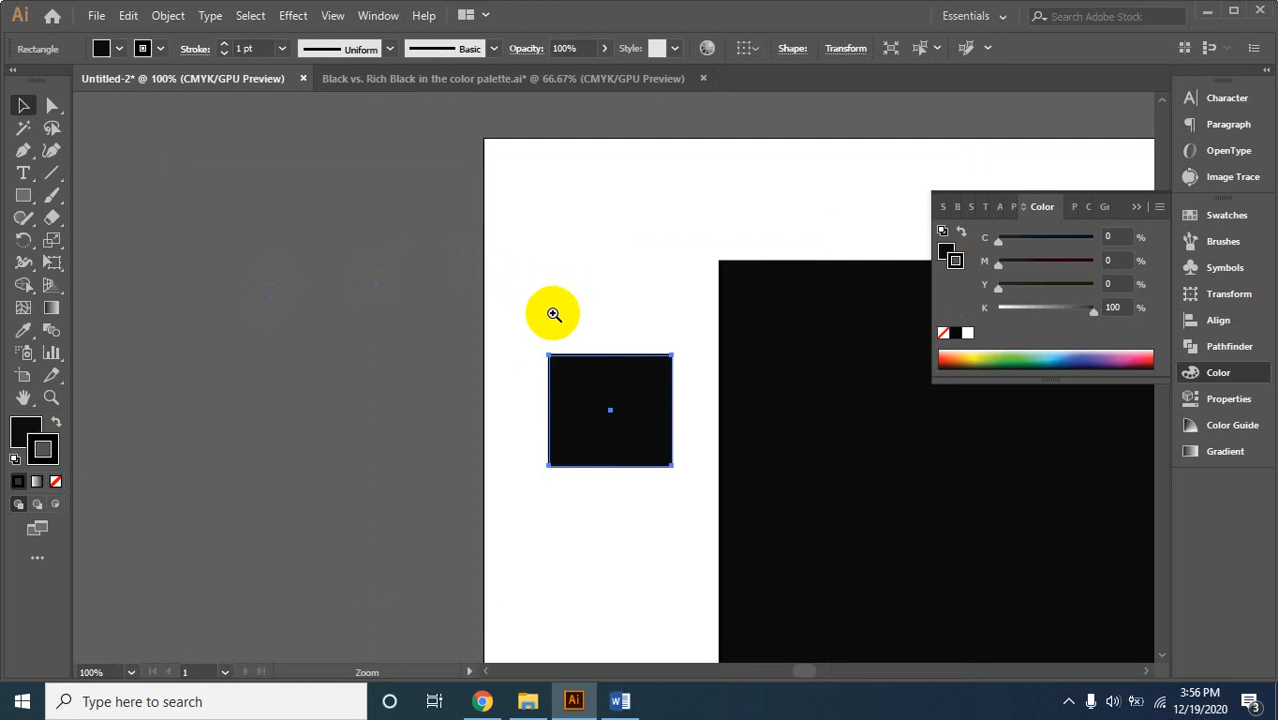 Ai File Edit Object Type Select Effect View Window Help Essentials Search Adobe Stock
Rectangle Stroke: 1 pt Uniform Basic Opacity: 100% Style: Shape: Transform
Untitled-2* @ 100% (CMYK/GPU Preview) Black vs. Rich Black in the color palette.ai* @ 66.67% (CMYK/GPU Preview)
Character
Paragraph
OpenType
Image Trace
Swatches
Brushes
Symbols
Transform
Align
Pathfinder
Color
Properties
Color Guide
Gradient
S B S T A P Color P C Gr
C 0 %
M 0 %
Y 0 %
K 100 %
100% 1 Zoom
Type here to search
Ai
3:56 PM
12/19/2020
3